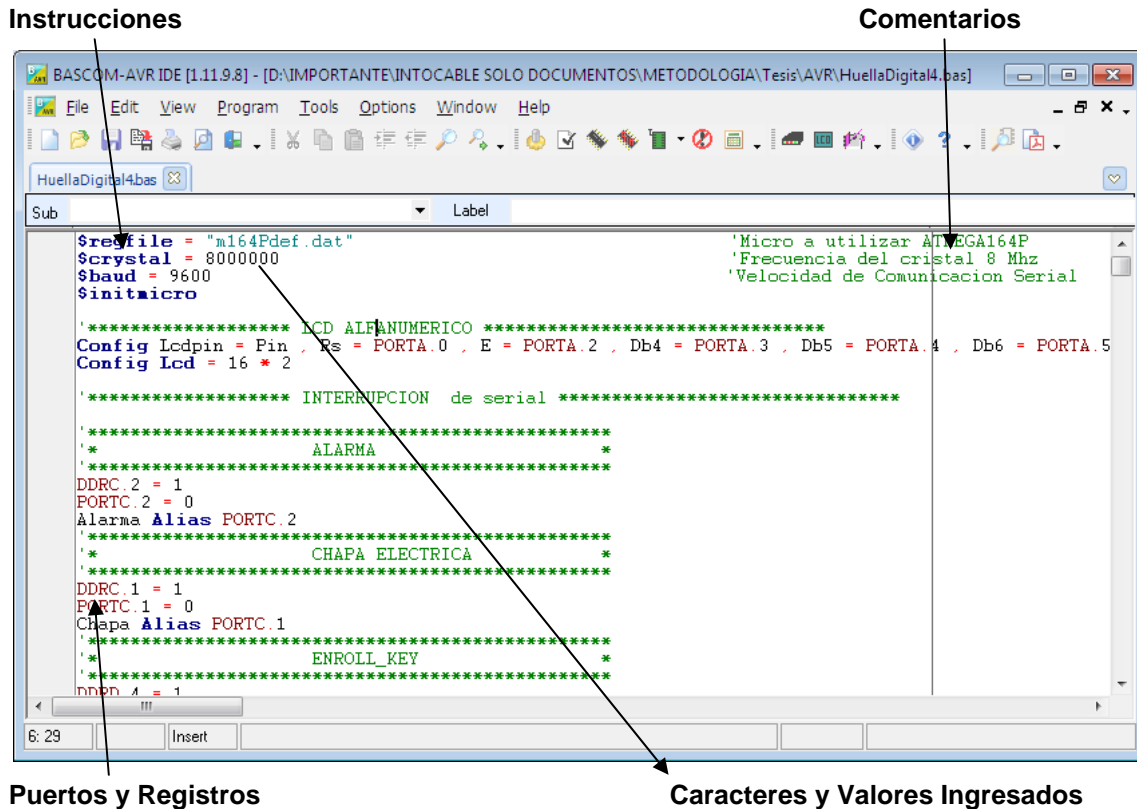 Instrucciones Comentarios
BASCOM-AVR IDE [1.11.9.8] - [D:\IMPORTANTE\INTOCABLE SOLO DOCUMENTOS\METODOLOGIA\Tesis\AVR\HuellaDigital4.bas]
File Edit View Program Tools Options Window Help
HuellaDigital4.bas
Sub Label
$regfile = "m164Pdef.dat" 'Micro a utilizar ATMEGA164P
$crystal = 8000000 'Frecuencia del cristal 8 Mhz
$baud = 9600 'Velocidad de Comunicacion Serial
$initmicro
'******************* LCD ALFANUMERICO ********************************
Config Lcdpin = Pin , Rs = PORTA.0 , E = PORTA.2 , Db4 = PORTA.3 , Db5 = PORTA.4 , Db6 = PORTA.5
Config Lcd = 16 * 2
'******************* INTERRUPCION de serial ********************************
'*************************************************
'* ALARMA *
'*************************************************
DDRC.2 = 1
PORTC.2 = 0
Alarma Alias PORTC.2
'*************************************************
'* CHAPA ELECTRICA *
'*************************************************
DDRC.1 = 1
PORTC.1 = 0
Chapa Alias PORTC.1
'*************************************************
'* ENROLL_KEY *
'*************************************************
DDRD.4 = 1
6: 29 Insert
Puertos y Registros Caracteres y Valores Ingresados